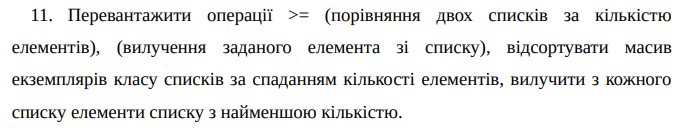 11. Перевантажити операції >= (порівняння двох списків за кількістю
елементів), (вилучення заданого елемента зі списку), відсортувати масив
екземплярів класу списків за спаданням кількості елементів, вилучити з кожного
списку елементи списку з найменшою кількістю.